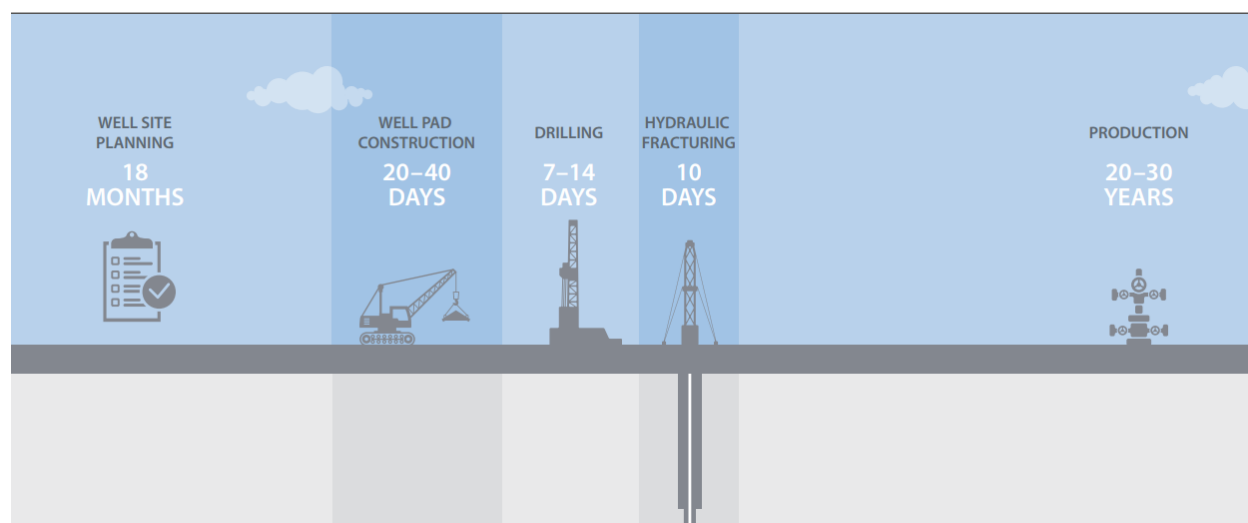 WELL SITE
PLANNING
18
MONTHS
WELL PAD
CONSTRUCTION
20–40
DAYS
DRILLING
7–14
DAYS
HYDRAULIC
FRACTURING
10
DAYS
PRODUCTION
20–30
YEARS